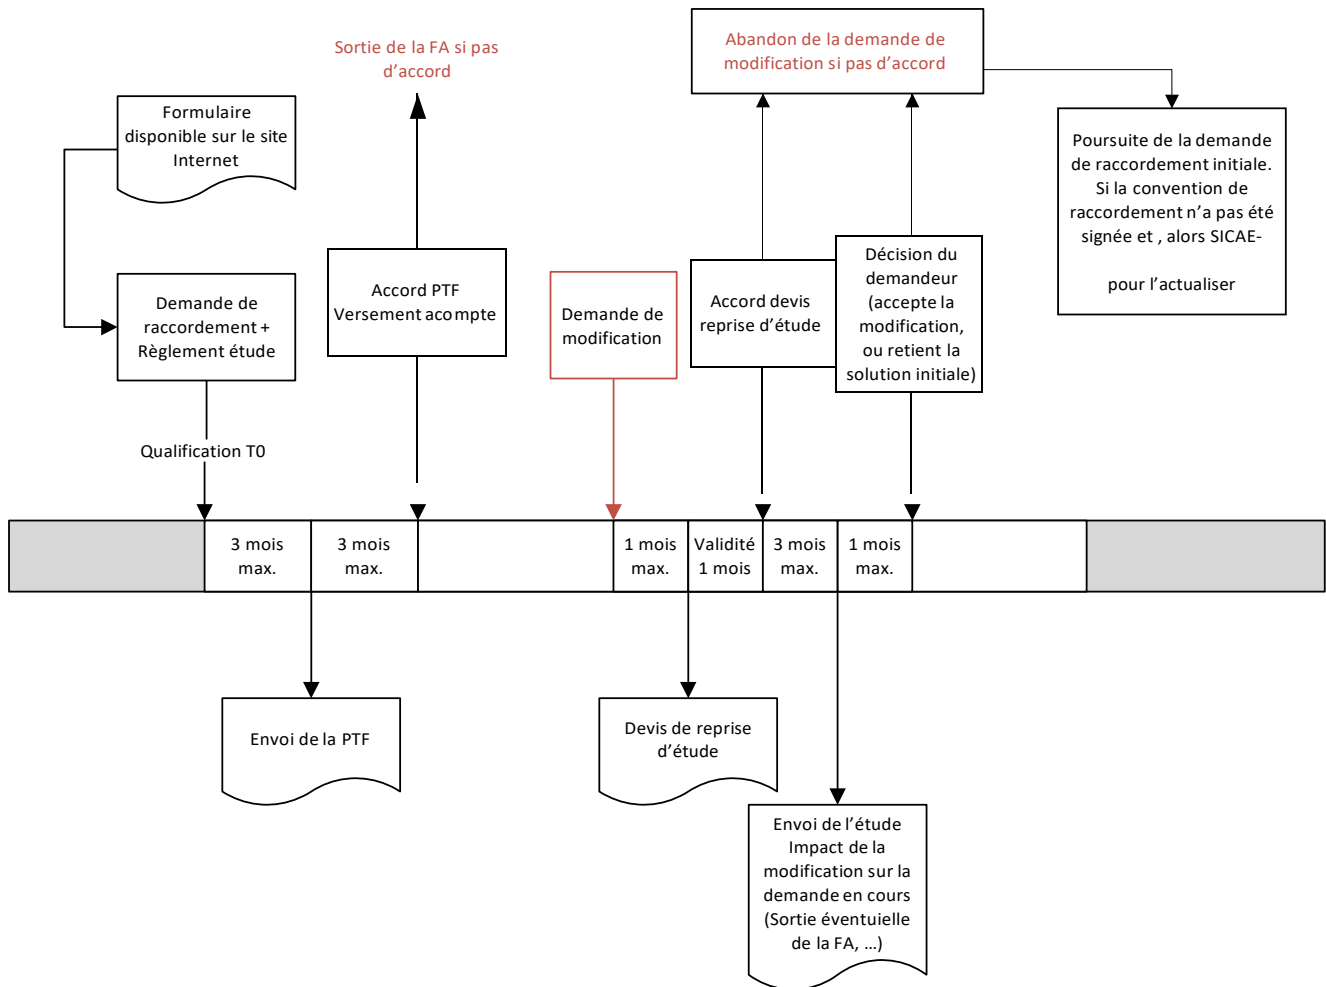 Sortie de la FA si pas
d'accord
Abandon de la demande de
modification si pas d'accord
Formulaire
disponible sur le site
Internet
Poursuite de la demande
de raccordement initiale.
Si la convention de
raccordement n'a pas été
signée et , alors SICAE-
pour l'actualiser
Demande de
raccordement +
Règlement étude
Accord PTF
Versement acompte
Demande de
modification
Accord devis
reprise d'étude
Décision du
demandeur
(accepte la
modification,
ou retient la
solution initiale)
Qualification T0
3 mois
max.
3 mois
max.
1 mois
max.
Validité
1 mois
3 mois
max.
1 mois
max.
Envoi de la PTF
Devis de reprise
d'étude
Envoi de l'étude
Impact de la
modification sur la
demande en cours
(Sortie éventuielle
de la FA, ...)